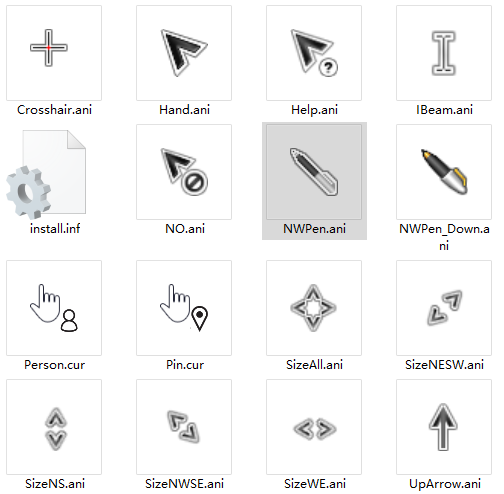 Crosshair.ani
Hand.ani
Help.ani
IBeam.ani
install.inf
NO.ani
NWPen.ani
NWPen_Down.a
ni
Person.cur
Pin.cur
SizeAll.ani
SizeNESW.ani
SizeNS.ani
SizeNWSE.ani
SizeWE.ani
UpArrow.ani